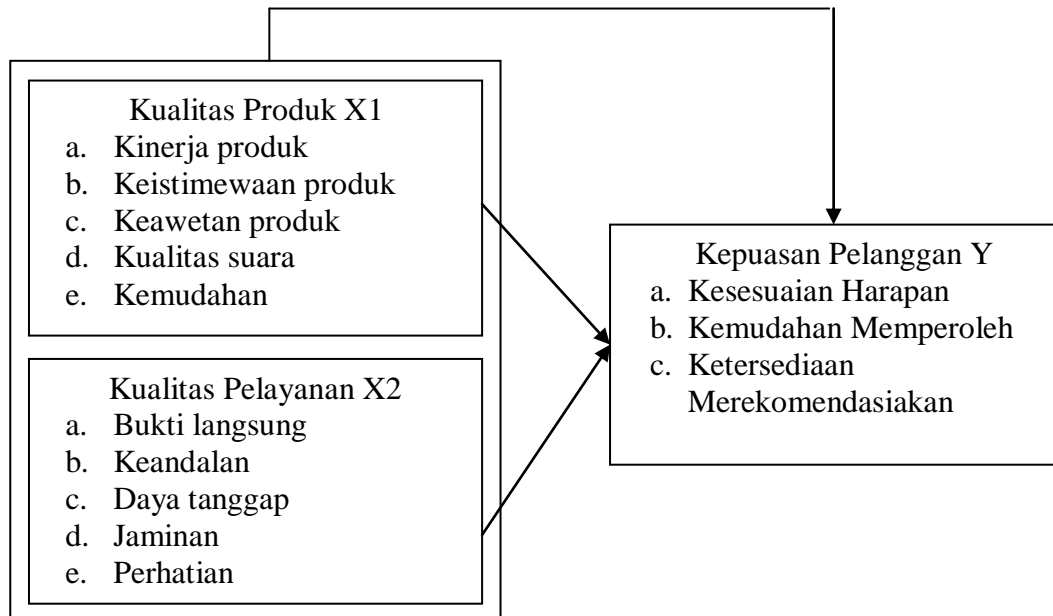 Kualitas Produk X1
a. Kinerja produk
b. Keistimewaan produk
c. Keawetan produk
d. Kualitas suara
e. Kemudahan
Kualitas Pelayanan X2
a. Bukti langsung
b. Keandalan
c. Daya tanggap
d. Jaminan
e. Perhatian
Kepuasan Pelanggan Y
a. Kesesuaian Harapan
b. Kemudahan Memperoleh
c. Ketersediaan
Merekomendasiakan